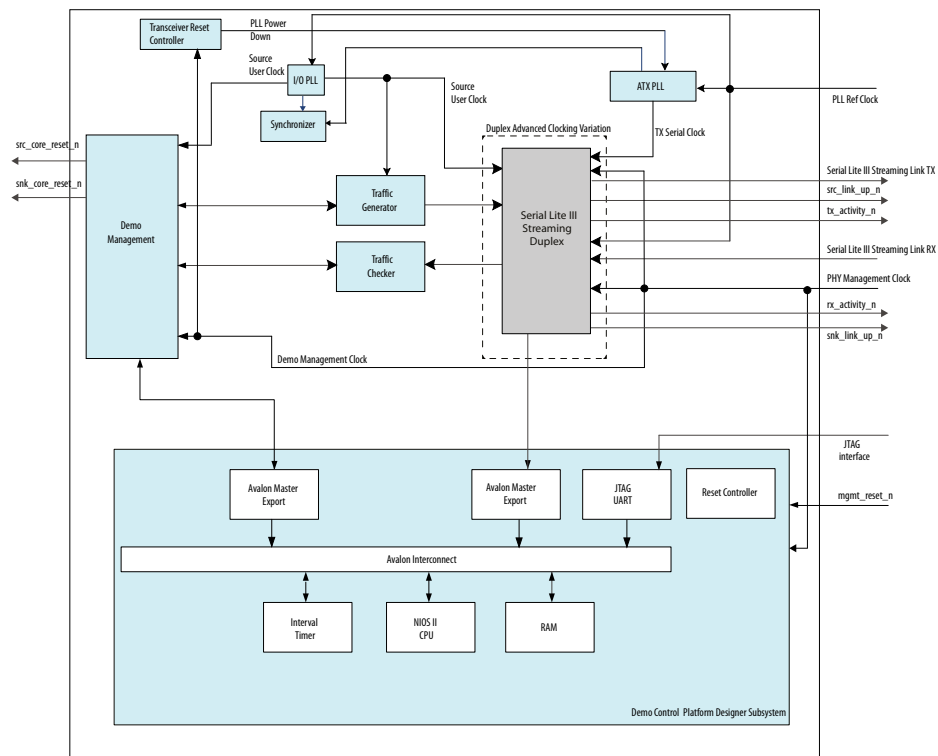 Transceiver Reset
Controller
PLL Power
Down
Source
User Clock
I/O PLL
Source
User Clock
ATX PLL
PLL Ref Clock
Synchronizer
TX Serial Clock
Duplex Advanced Clocking Variation
src_core_reset_n
snk_core_reset_n
Demo
Management
Traffic
Generator
Traffic
Checker
Serial Lite III
Streaming
Duplex
Serial Lite III Streaming Link TX
src_link_up_n
tx_activity_n
Serial Lite III Streaming Link RX
PHY Management Clock
rx_activity_n
snk_link_up_n
Demo Management Clock
JTAG
interface
Avalon Master
Export
Avalon Master
Export
JTAG
UART
Reset Controller
mgmt_reset_n
Avalon Interconnect
Interval
Timer
NIOS II
CPU
RAM
Demo Control Platform Designer Subsystem